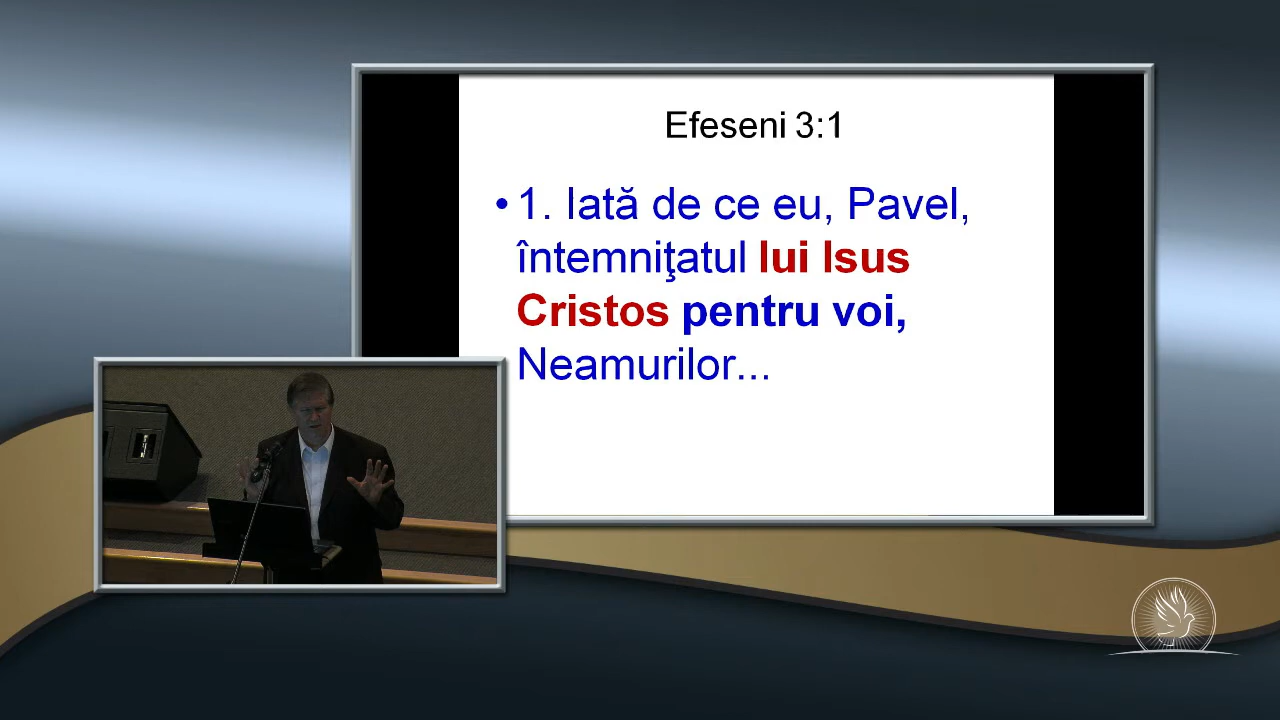 Efeseni 3:1
• 1. Iată de ce eu, Pavel,
întemniţatul lui Isus
Cristos pentru voi,
Neamurilor...